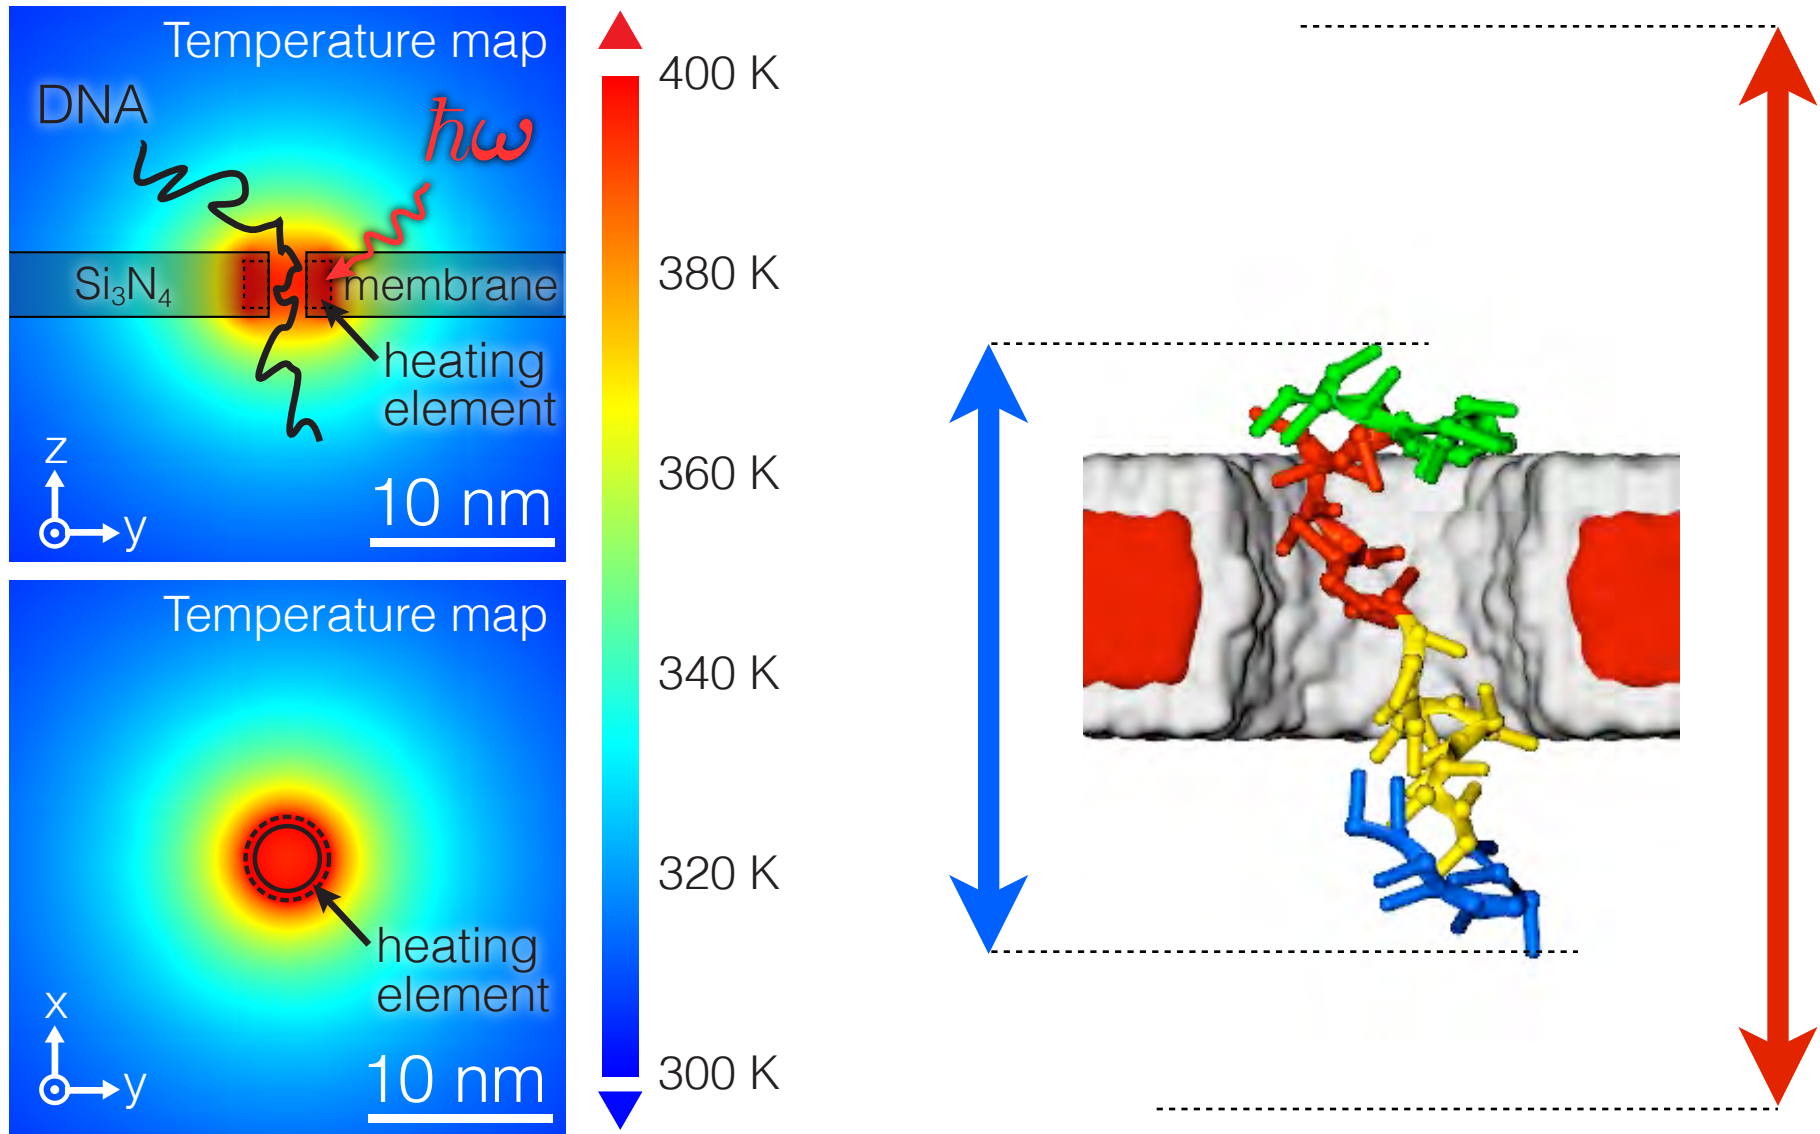 Temperature map
DNA
ħω
Si₃N₄
membrane
heating
element
z
y
10 nm
Temperature map
heating
element
x
y
10 nm
400 K
380 K
360 K
340 K
320 K
300 K